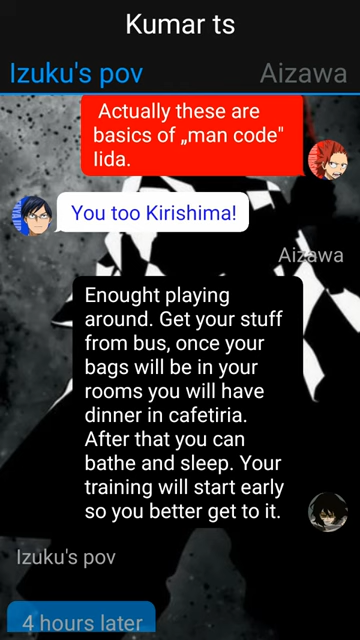 Kumar ts
Izuku's pov
Aizawa
Actually these are
basics of „man code"
Iida.
You too Kirishima!
Aizawa
Enought playing
around. Get your stuff
from bus, once your
bags will be in your
rooms you will have
dinner in cafetiria.
After that you can
bathe and sleep. Your
training will start early
so you better get to it.
Izuku's pov
4 hours later